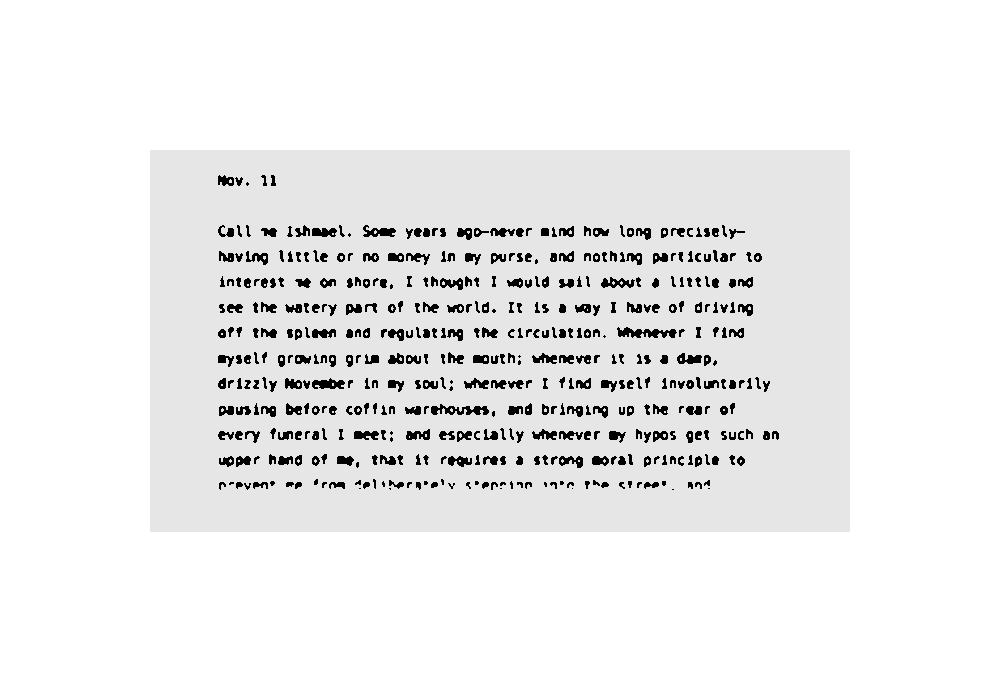 Nov. 11
Call me Ishmael. Some years ago—never mind how long precisely—
having little or no money in my purse, and nothing particular to
interest me on shore, I thought I would sail about a little and
see the watery part of the world. It is a way I have of driving
off the spleen and regulating the circulation. Whenever I find
myself growing grim about the mouth; whenever it is a damp,
drizzly November in my soul; whenever I find myself involuntarily
pausing before coffin warehouses, and bringing up the rear of
every funeral I meet; and especially whenever my hypos get such an
upper hand of me, that it requires a strong moral principle to
prevent me from deliberately stepping into the street, and